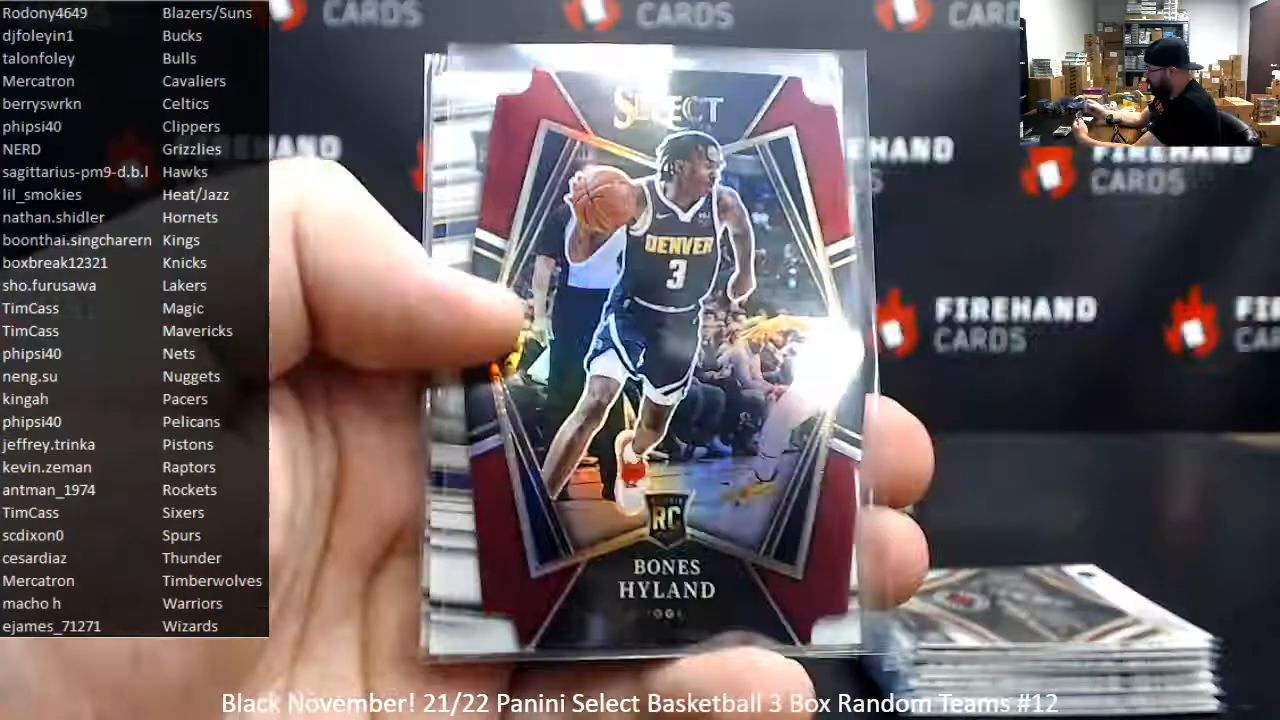 Rodony4649 Blazers/Suns
djfoleyin1 Bucks
talonfoley Bulls
Mercatron Cavaliers
berryswrkn Celtics
phipsi40 Clippers
NERD Grizzlies
sagittarius-pm9-d.b.l Hawks
lil_smokies Heat/Jazz
nathan.shidler Hornets
boonthai.singcharern Kings
boxbreak12321 Knicks
sho.furusawa Lakers
TimCass Magic
TimCass Mavericks
phipsi40 Nets
neng.su Nuggets
kingah Pacers
phipsi40 Pelicans
jeffrey.trinka Pistons
kevin.zeman Raptors
antman_1974 Rockets
TimCass Sixers
scdixon0 Spurs
cesardiaz Thunder
Mercatron Timberwolves
macho h Warriors
ejames_71271 Wizards
CARDS
CARDS
SELECT
DENVER
3
RC
BONES
HYLAND
FIREHAND
CARDS
FIREHAND
CARDS
Black November! 21/22 Panini Select Basketball 3 Box Random Teams #12